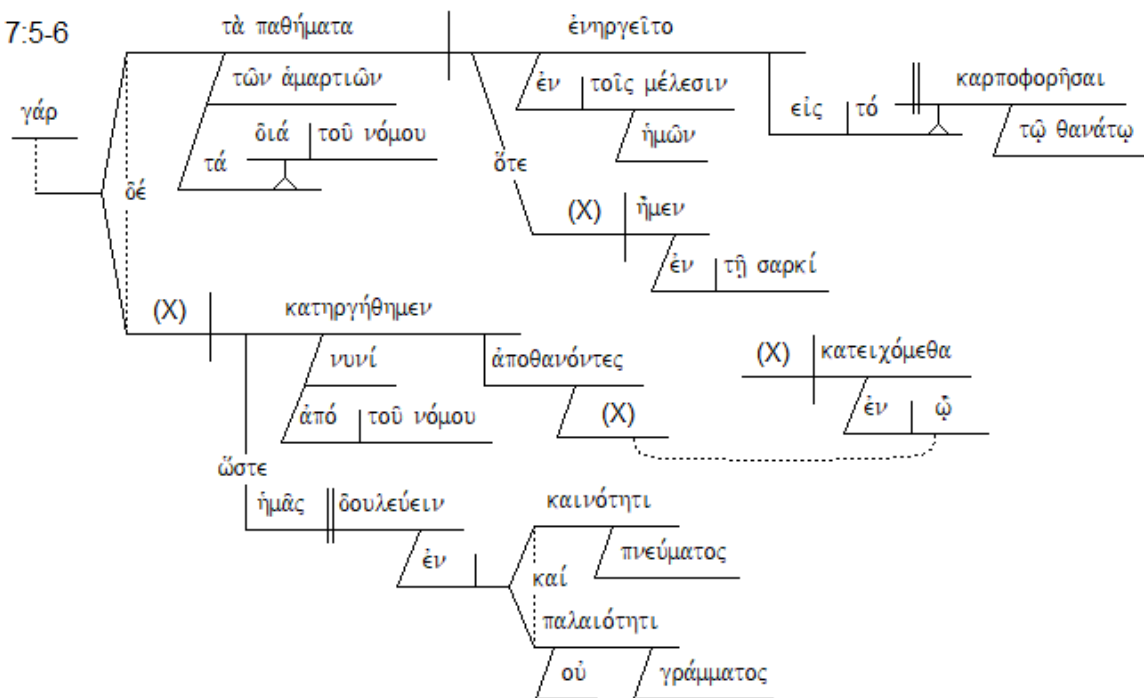 7:5-6
τὰ παθήματα ἐνηργεῖτο
τῶν ἁμαρτιῶν ἐν τοῖς μέλεσιν καρποφορῆσαι
γάρ διά τοῦ νόμου εἰς τό
τά ἡμῶν τῷ θανάτῳ
δέ ὅτε
(X) ἦμεν
ἐν τῇ σαρκί
(X) κατηργήθημεν
νυνί ἀποθανόντες (X) κατειχόμεθα
ἀπό τοῦ νόμου (X) ἐν ᾧ
ὥστε
ἡμᾶς δουλεύειν καινότητι
ἐν πνεύματος
καί
παλαιότητι
οὐ γράμματος